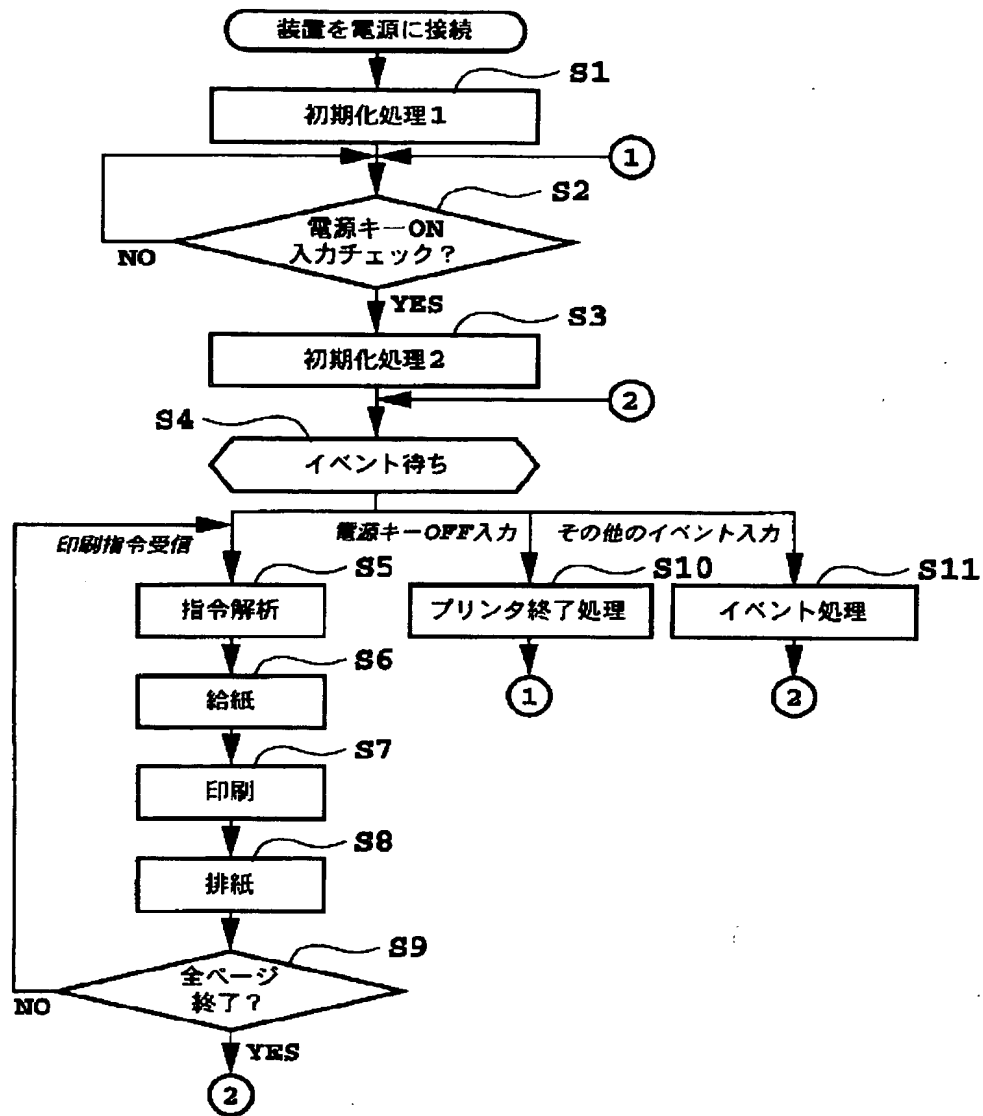 装置を電源に接続
S1
初期化処理1
①
S2
電源キーON
入力チェック?
NO
YES
S3
初期化処理2
②
S4
イベント待ち
印刷指令受信
電源キーOFF入力
その他のイベント入力
S5
指令解析
S10
プリンタ終了処理
S11
イベント処理
S6
給紙
①
②
S7
印刷
S8
排紙
S9
全ページ
終了?
NO
YES
②